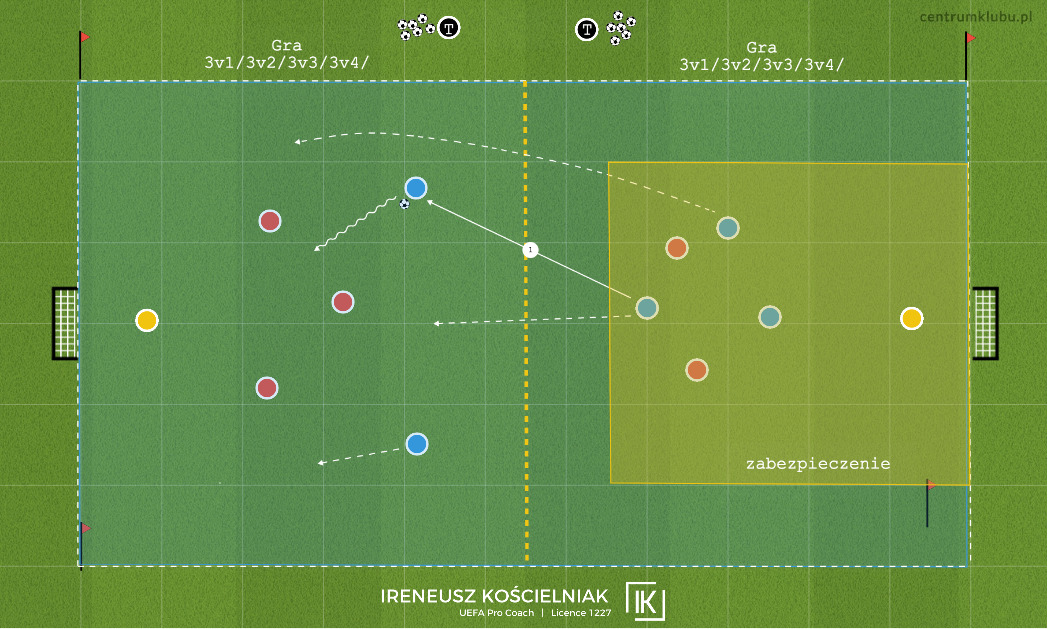 centrumklubu.pl
T
T
Gra
3v1/3v2/3v3/3v4/
Gra
3v1/3v2/3v3/3v4/
1
zabezpieczenie
IRENEUSZ KOŚCIELNIAK
UEFA Pro Coach | Licence 1227
IK